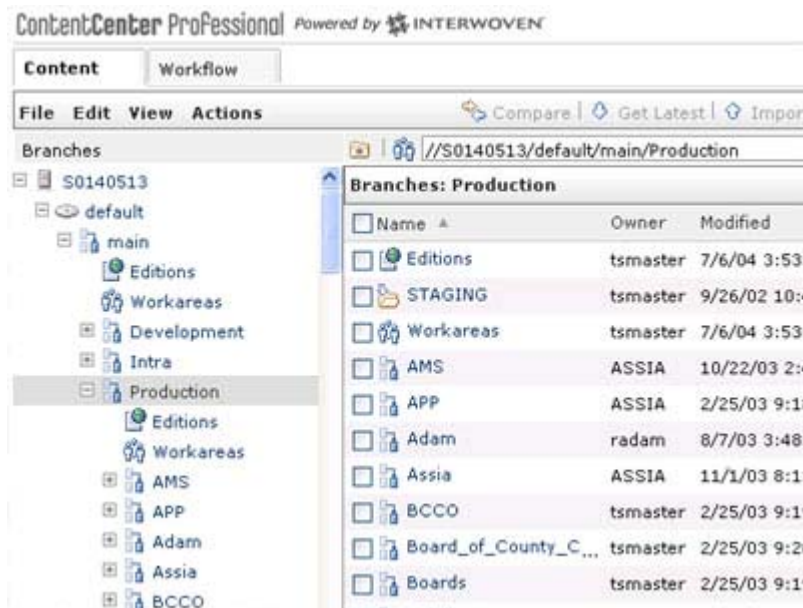 ContentCenter Professional Powered by INTERWOVEN
Content Workflow
File Edit View Actions Compare Get Latest Impor
Branches
//S0140513/default/main/Production
S0140513
default
main
Editions
Workareas
Development
Intra
Production
Editions
Workareas
AMS
APP
Adam
Assia
BCCO
Branches: Production
Name Owner Modified
Editions tsmaster 7/6/04 3:53
STAGING tsmaster 9/26/02 10:
Workareas tsmaster 7/6/04 3:53
AMS ASSIA 10/22/03 2:
APP ASSIA 2/25/03 9:1
Adam radam 8/7/03 3:48
Assia ASSIA 11/1/03 8:1
BCCO tsmaster 2/25/03 9:1
Board_of_County_C... tsmaster 2/25/03 9:2
Boards tsmaster 2/25/03 9:1